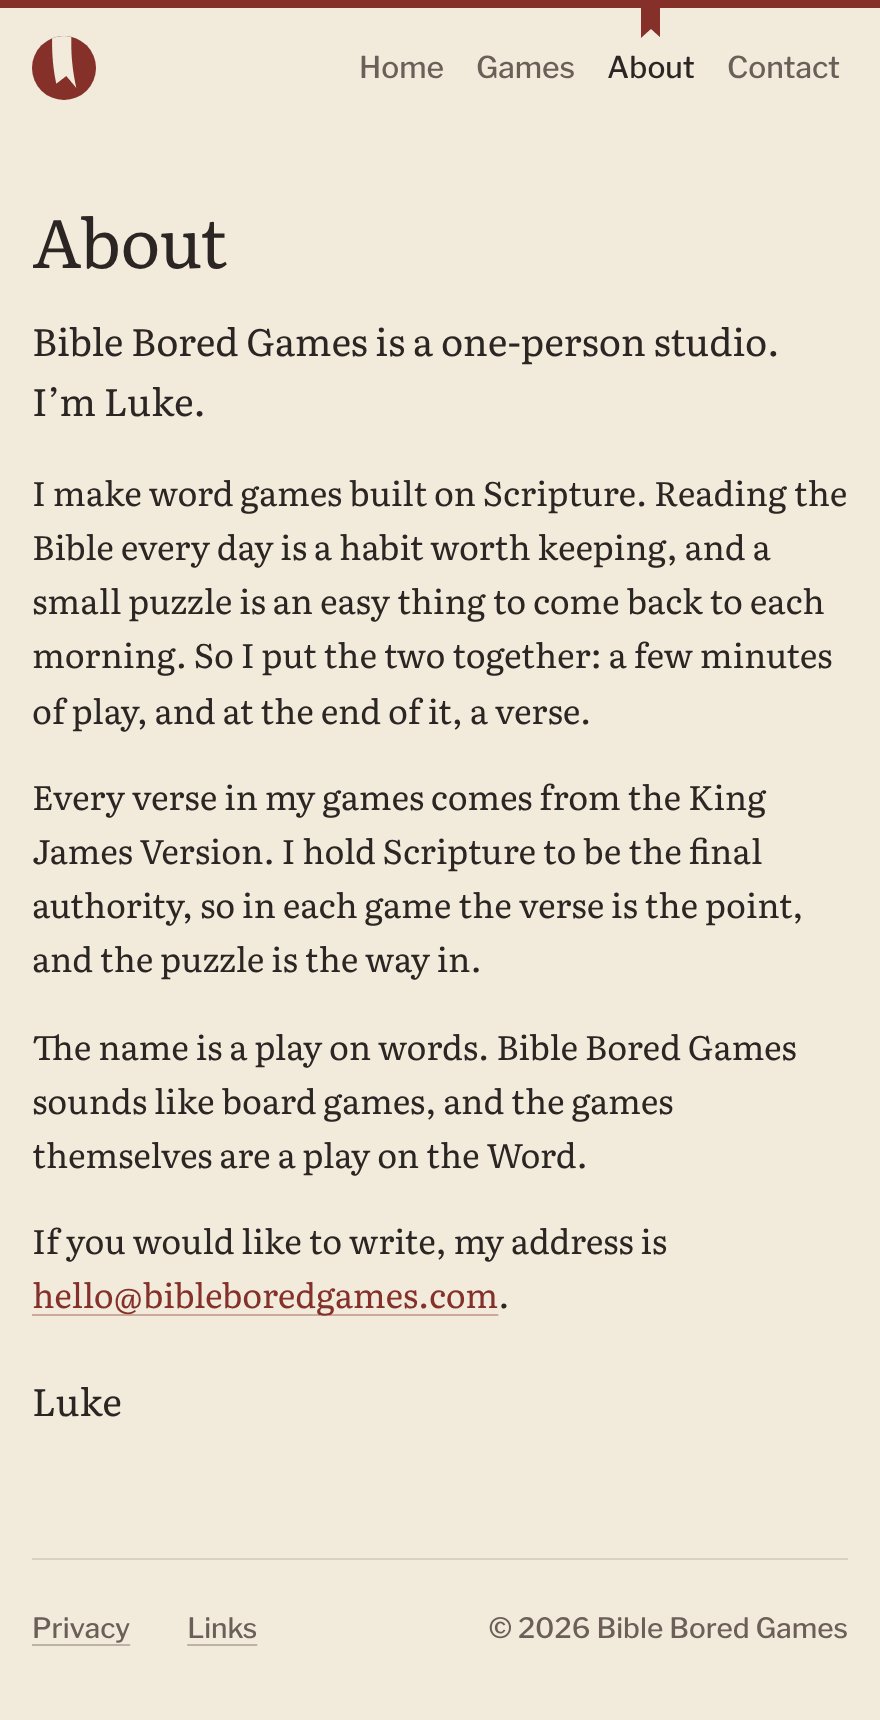 Home Games About Contact
About
Bible Bored Games is a one-person studio.
I’m Luke.
I make word games built on Scripture. Reading the
Bible every day is a habit worth keeping, and a
small puzzle is an easy thing to come back to each
morning. So I put the two together: a few minutes
of play, and at the end of it, a verse.
Every verse in my games comes from the King
James Version. I hold Scripture to be the final
authority, so in each game the verse is the point,
and the puzzle is the way in.
The name is a play on words. Bible Bored Games
sounds like board games, and the games
themselves are a play on the Word.
If you would like to write, my address is
hello@bibleboredgames.com.
Luke
Privacy Links © 2026 Bible Bored Games